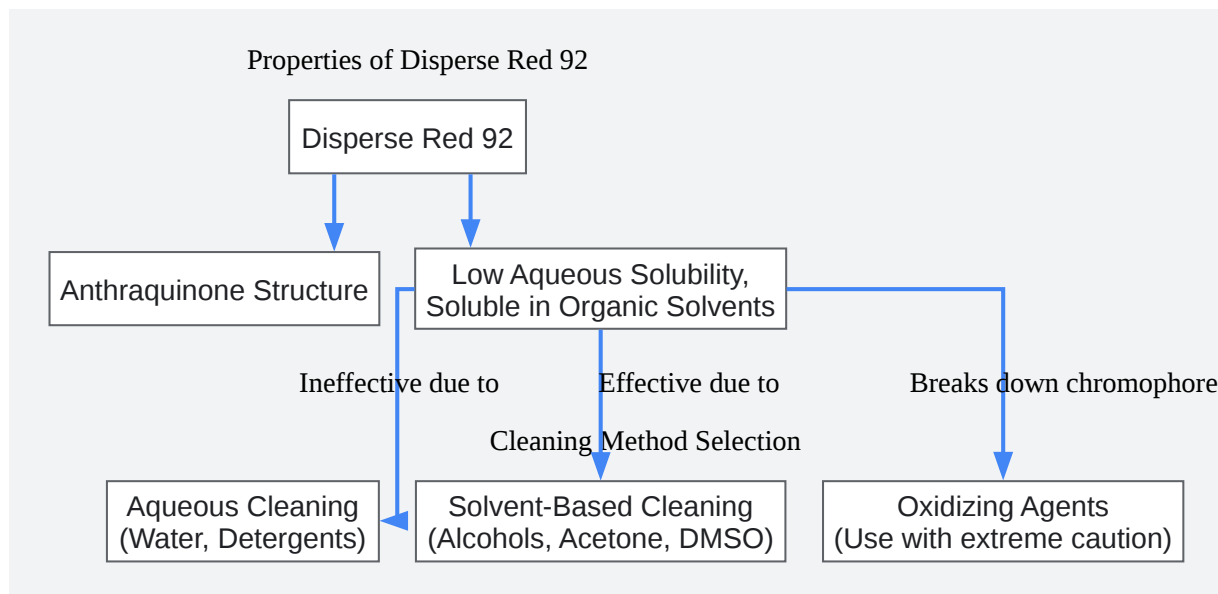 Properties of Disperse Red 92
Disperse Red 92
Anthraquinone Structure
Low Aqueous Solubility,
Soluble in Organic Solvents
Ineffective due to
Effective due to
Breaks down chromophore
Cleaning Method Selection
Aqueous Cleaning
(Water, Detergents)
Solvent-Based Cleaning
(Alcohols, Acetone, DMSO)
Oxidizing Agents
(Use with extreme caution)